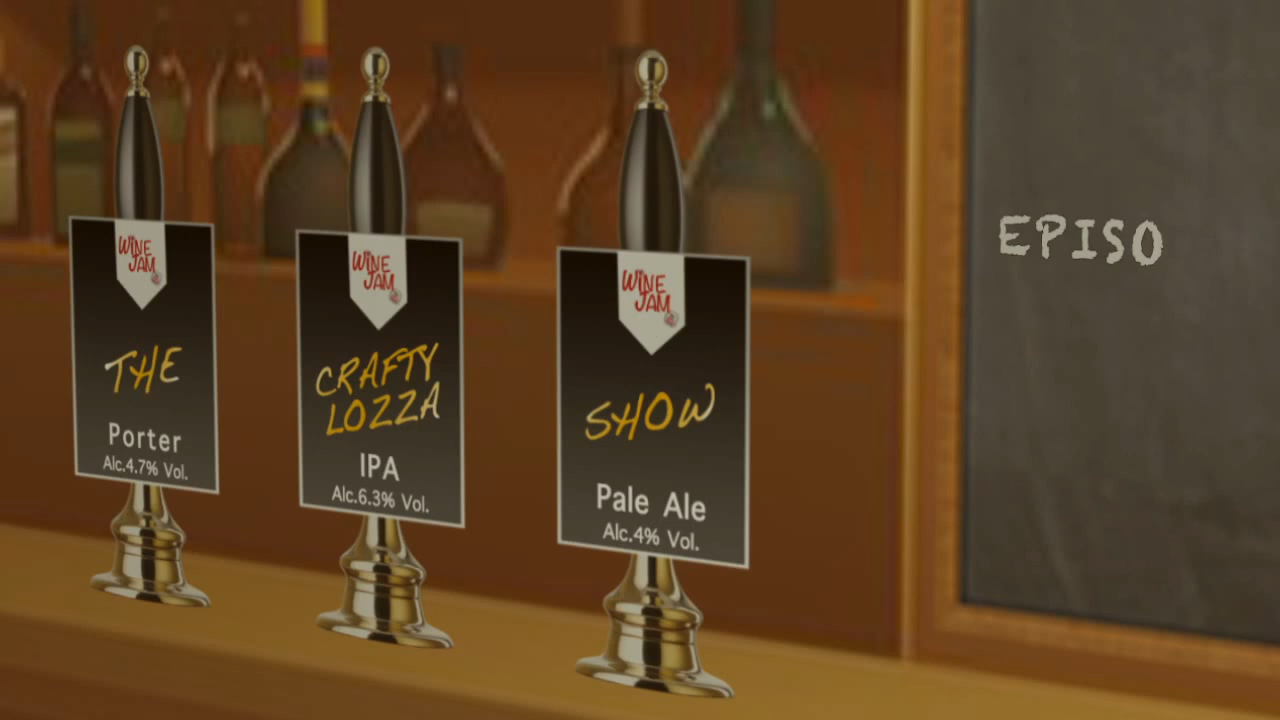 WINE
JAM
THE
Porter
Alc.4.7% Vol.
WINE
JAM
CRAFTY
LOZZA
IPA
Alc.6.3% Vol.
WINE
JAM
SHOW
Pale Ale
Alc.4% Vol.
EPISO